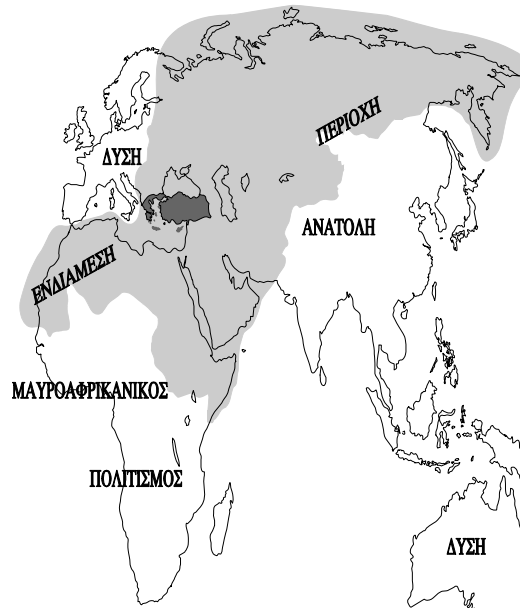 ΠΕΡΙΟΧΗ
ΔΥΣΗ
ΑΝΑΤΟΛΗ
ΕΝΔΙΑΜΕΣΗ
ΜΑΥΡΟΑΦΡΙΚΑΝΙΚΟΣ
ΠΟΛΙΤΙΣΜΟΣ
ΔΥΣΗ